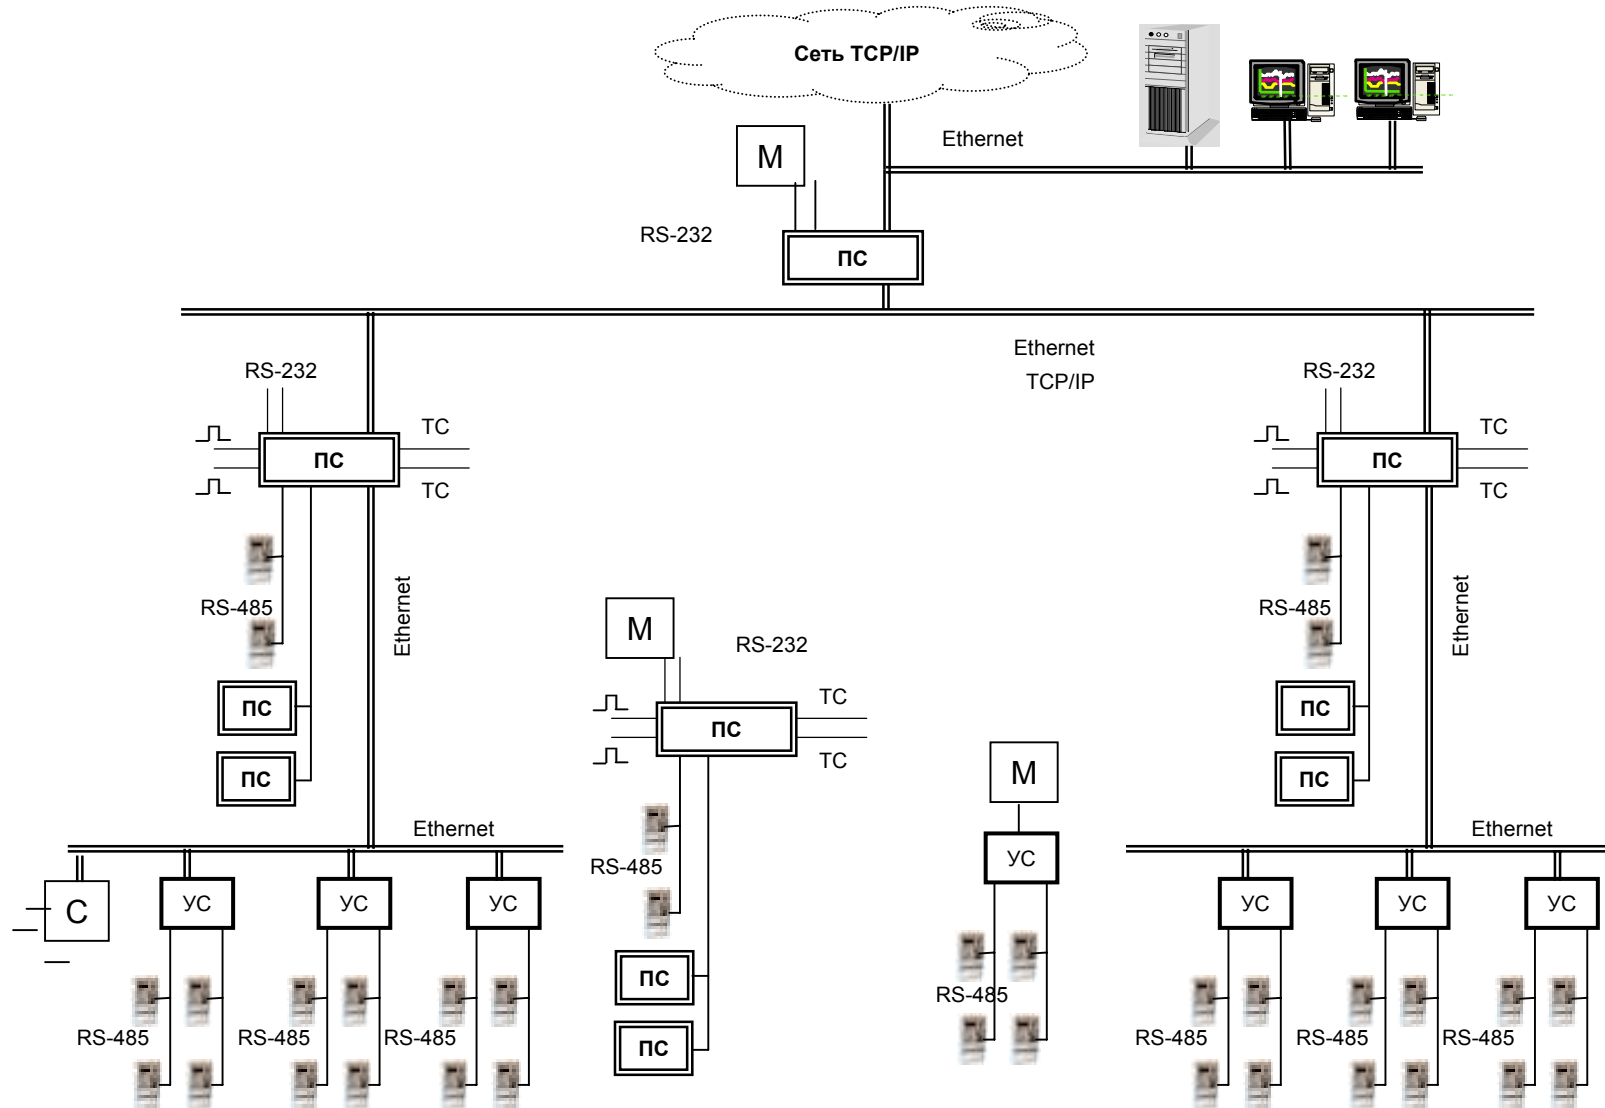 Сеть TCP/IP
Ethernet
М
RS-232
ПС
Ethernet
TCP/IP
RS-232
ТС
ПС
ТС
RS-485
Ethernet
ПС
ПС
Ethernet
С
УС
УС
УС
RS-485
RS-485
RS-485
М
RS-232
ТС
ПС
ТС
RS-485
ПС
ПС
М
УС
RS-485
RS-232
ТС
ПС
ТС
RS-485
Ethernet
ПС
ПС
Ethernet
УС
УС
УС
RS-485
RS-485
RS-485